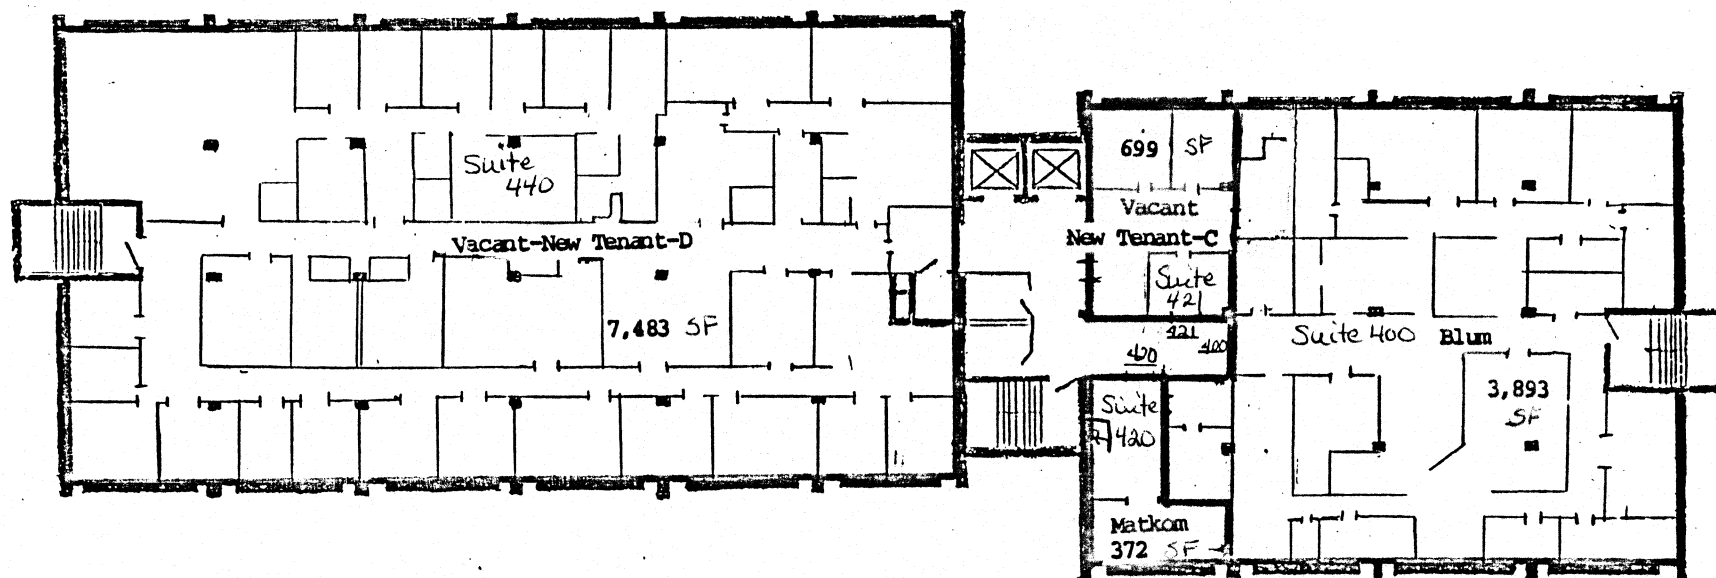 Suite
440
Vacant-New Tenant-D
7,483 SF
699 SF
Vacant
New Tenant-C
Suite
421
421
420
400
Suite 400 Blum
3,893
SF
Suite
420
Matkom
372 SF